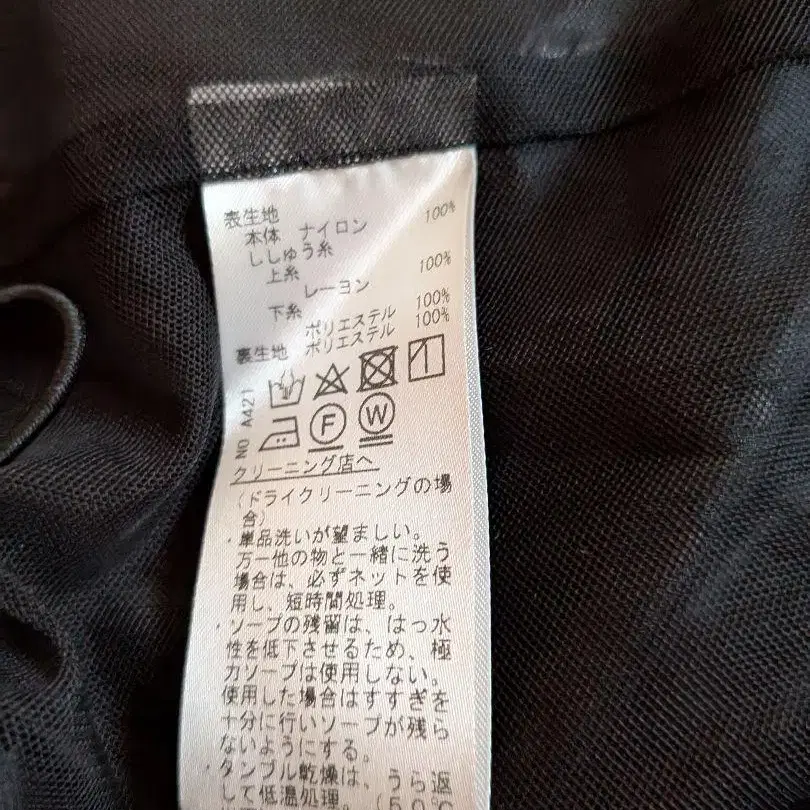 表生地
本体 ナイロン 100%
ししゅう糸
上糸
レーヨン 100%
下糸
ポリエステル 100%
裏生地 ポリエステル 100%
NO A421
F W
クリーニング店へ
(ドライクリーニングの場
合)
・単品洗いが望ましい。
万一他の物と一緒に洗う
場合は、必ずネットを使
用し、短時間処理。
・ソープの残留は、はっ水
性を低下させるため、極
力ソープは使用しない。
使用した場合はすすぎを
十分に行いソープが残ら
ないようにする。
・タンブル乾燥は、うら返
して低温処理。(50℃